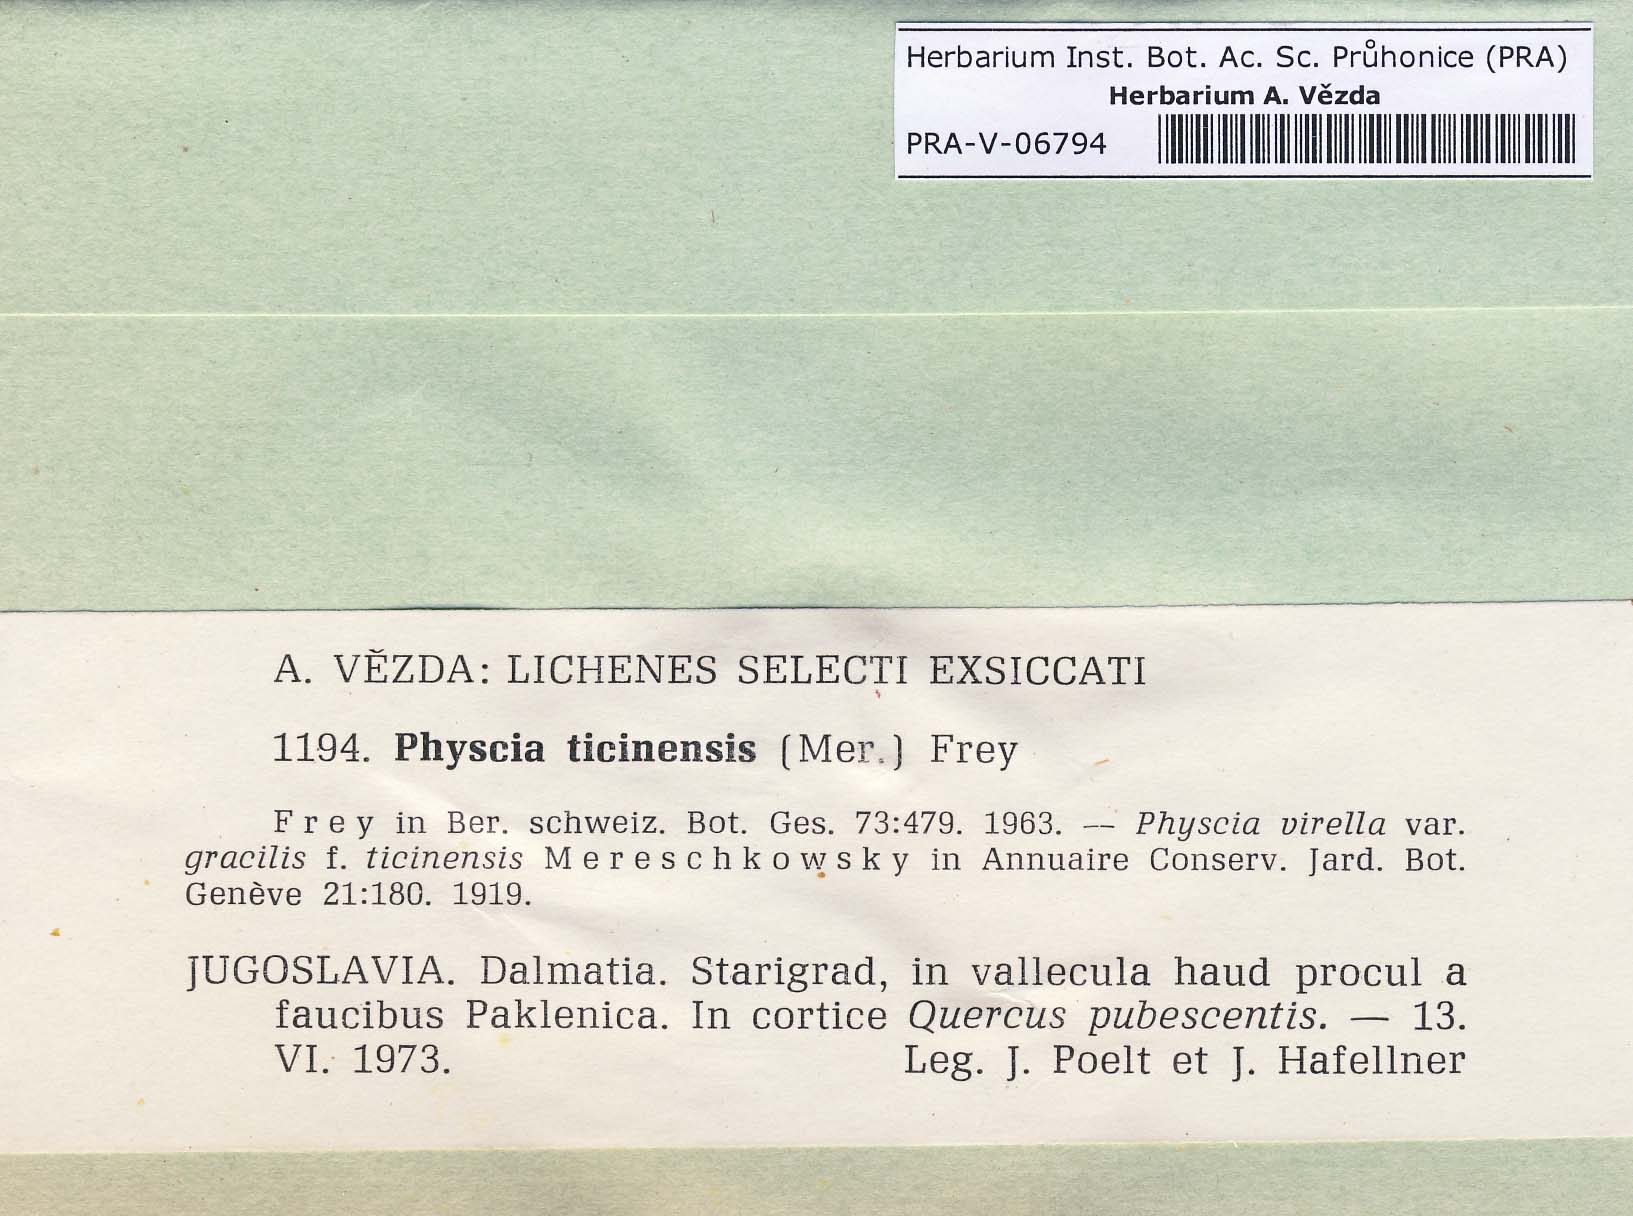 Herbarium Inst. Bot. Ac. Sc. Průhonice (PRA)
Herbarium A. Vězda
PRA-V-06794
A. VĚZDA: LICHENES SELECTI EXSICCATI
1194. Physcia ticinensis (Mer.) Frey
Frey in Ber. schweiz. Bot. Ges. 73:479. 1963. — Physcia virella var.
gracilis f. ticinensis Mereschkowsky in Annuaire Conserv. Jard. Bot.
Genève 21:180. 1919.
JUGOSLAVIA. Dalmatia. Starigrad, in vallecula haud procul a
faucibus Paklenica. In cortice Quercus pubescentis. — 13.
VI. 1973. Leg. J. Poelt et J. Hafellner